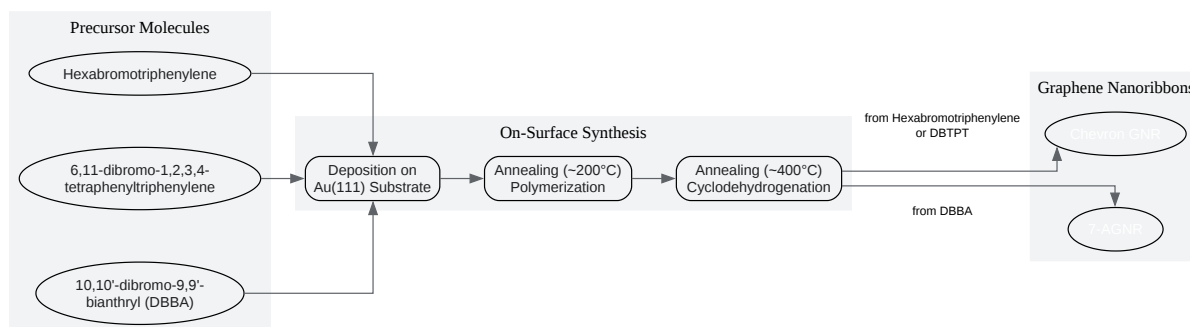 Precursor Molecules
Hexabromotriphenylene
6,11-dibromo-1,2,3,4-
tetraphenyltriphenylene
10,10'-dibromo-9,9'-
bianthryl (DBBA)
On-Surface Synthesis
Deposition on
Au(111) Substrate
Annealing (~200°C)
Polymerization
Annealing (~400°C)
Cyclodehydrogenation
from Hexabromotriphenylene
or DBTPT
from DBBA
Graphene Nanoribbons
Chevron GNR
7-AGNR